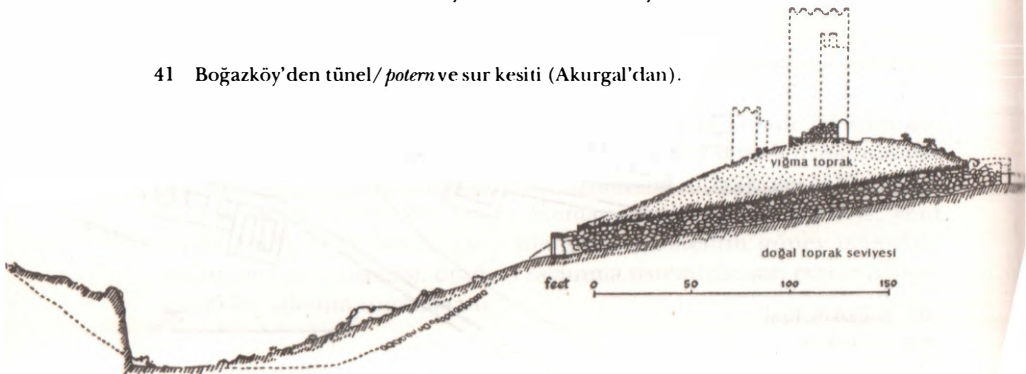 41 Boğazköy'den tünel/potern ve sur kesiti (Akurgal'dan).
yığma toprak
doğal toprak seviyesi
feet 0 50 100 150